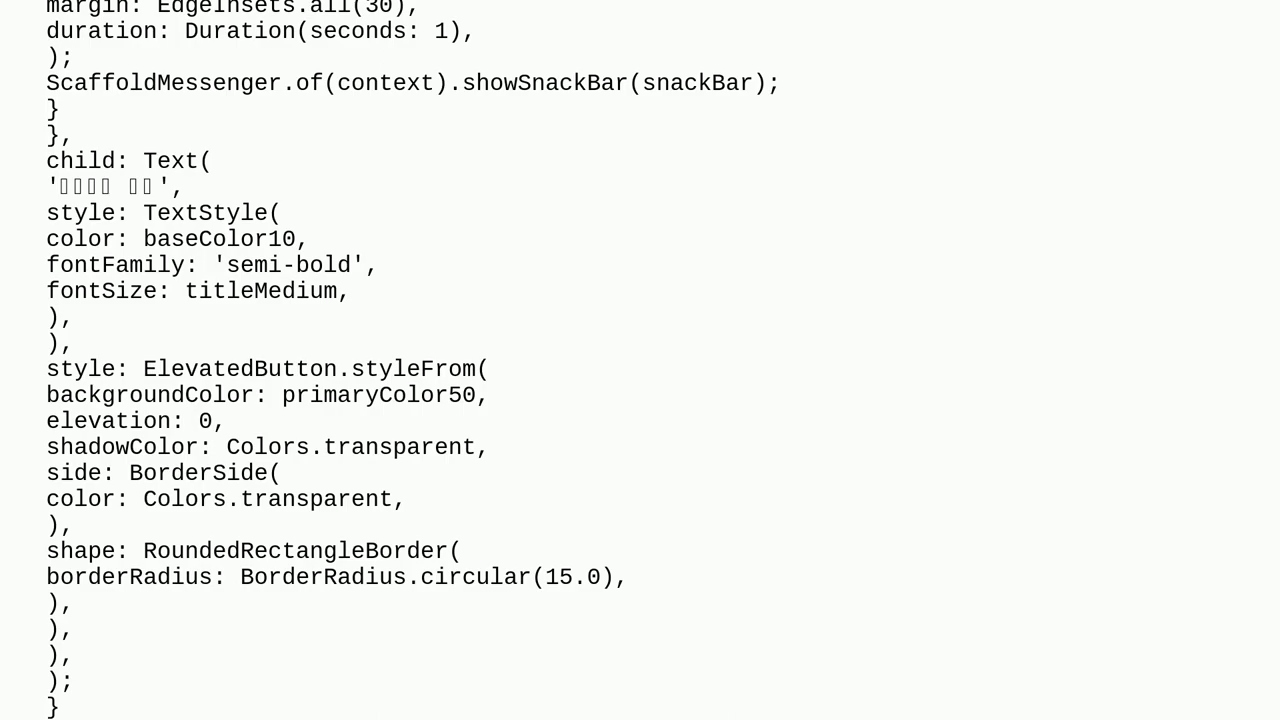 margin: EdgeInsets.all(30),
duration: Duration(seconds: 1),
);
ScaffoldMessenger.of(context).showSnackBar(snackBar);
}
},
child: Text(
'',
style: TextStyle(
color: baseColor10,
fontFamily: 'semi-bold',
fontSize: titleMedium,
),
),
style: ElevatedButton.styleFrom(
backgroundColor: primaryColor50,
elevation: 0,
shadowColor: Colors.transparent,
side: BorderSide(
color: Colors.transparent,
),
shape: RoundedRectangleBorder(
borderRadius: BorderRadius.circular(15.0),
),
),
),
);
}